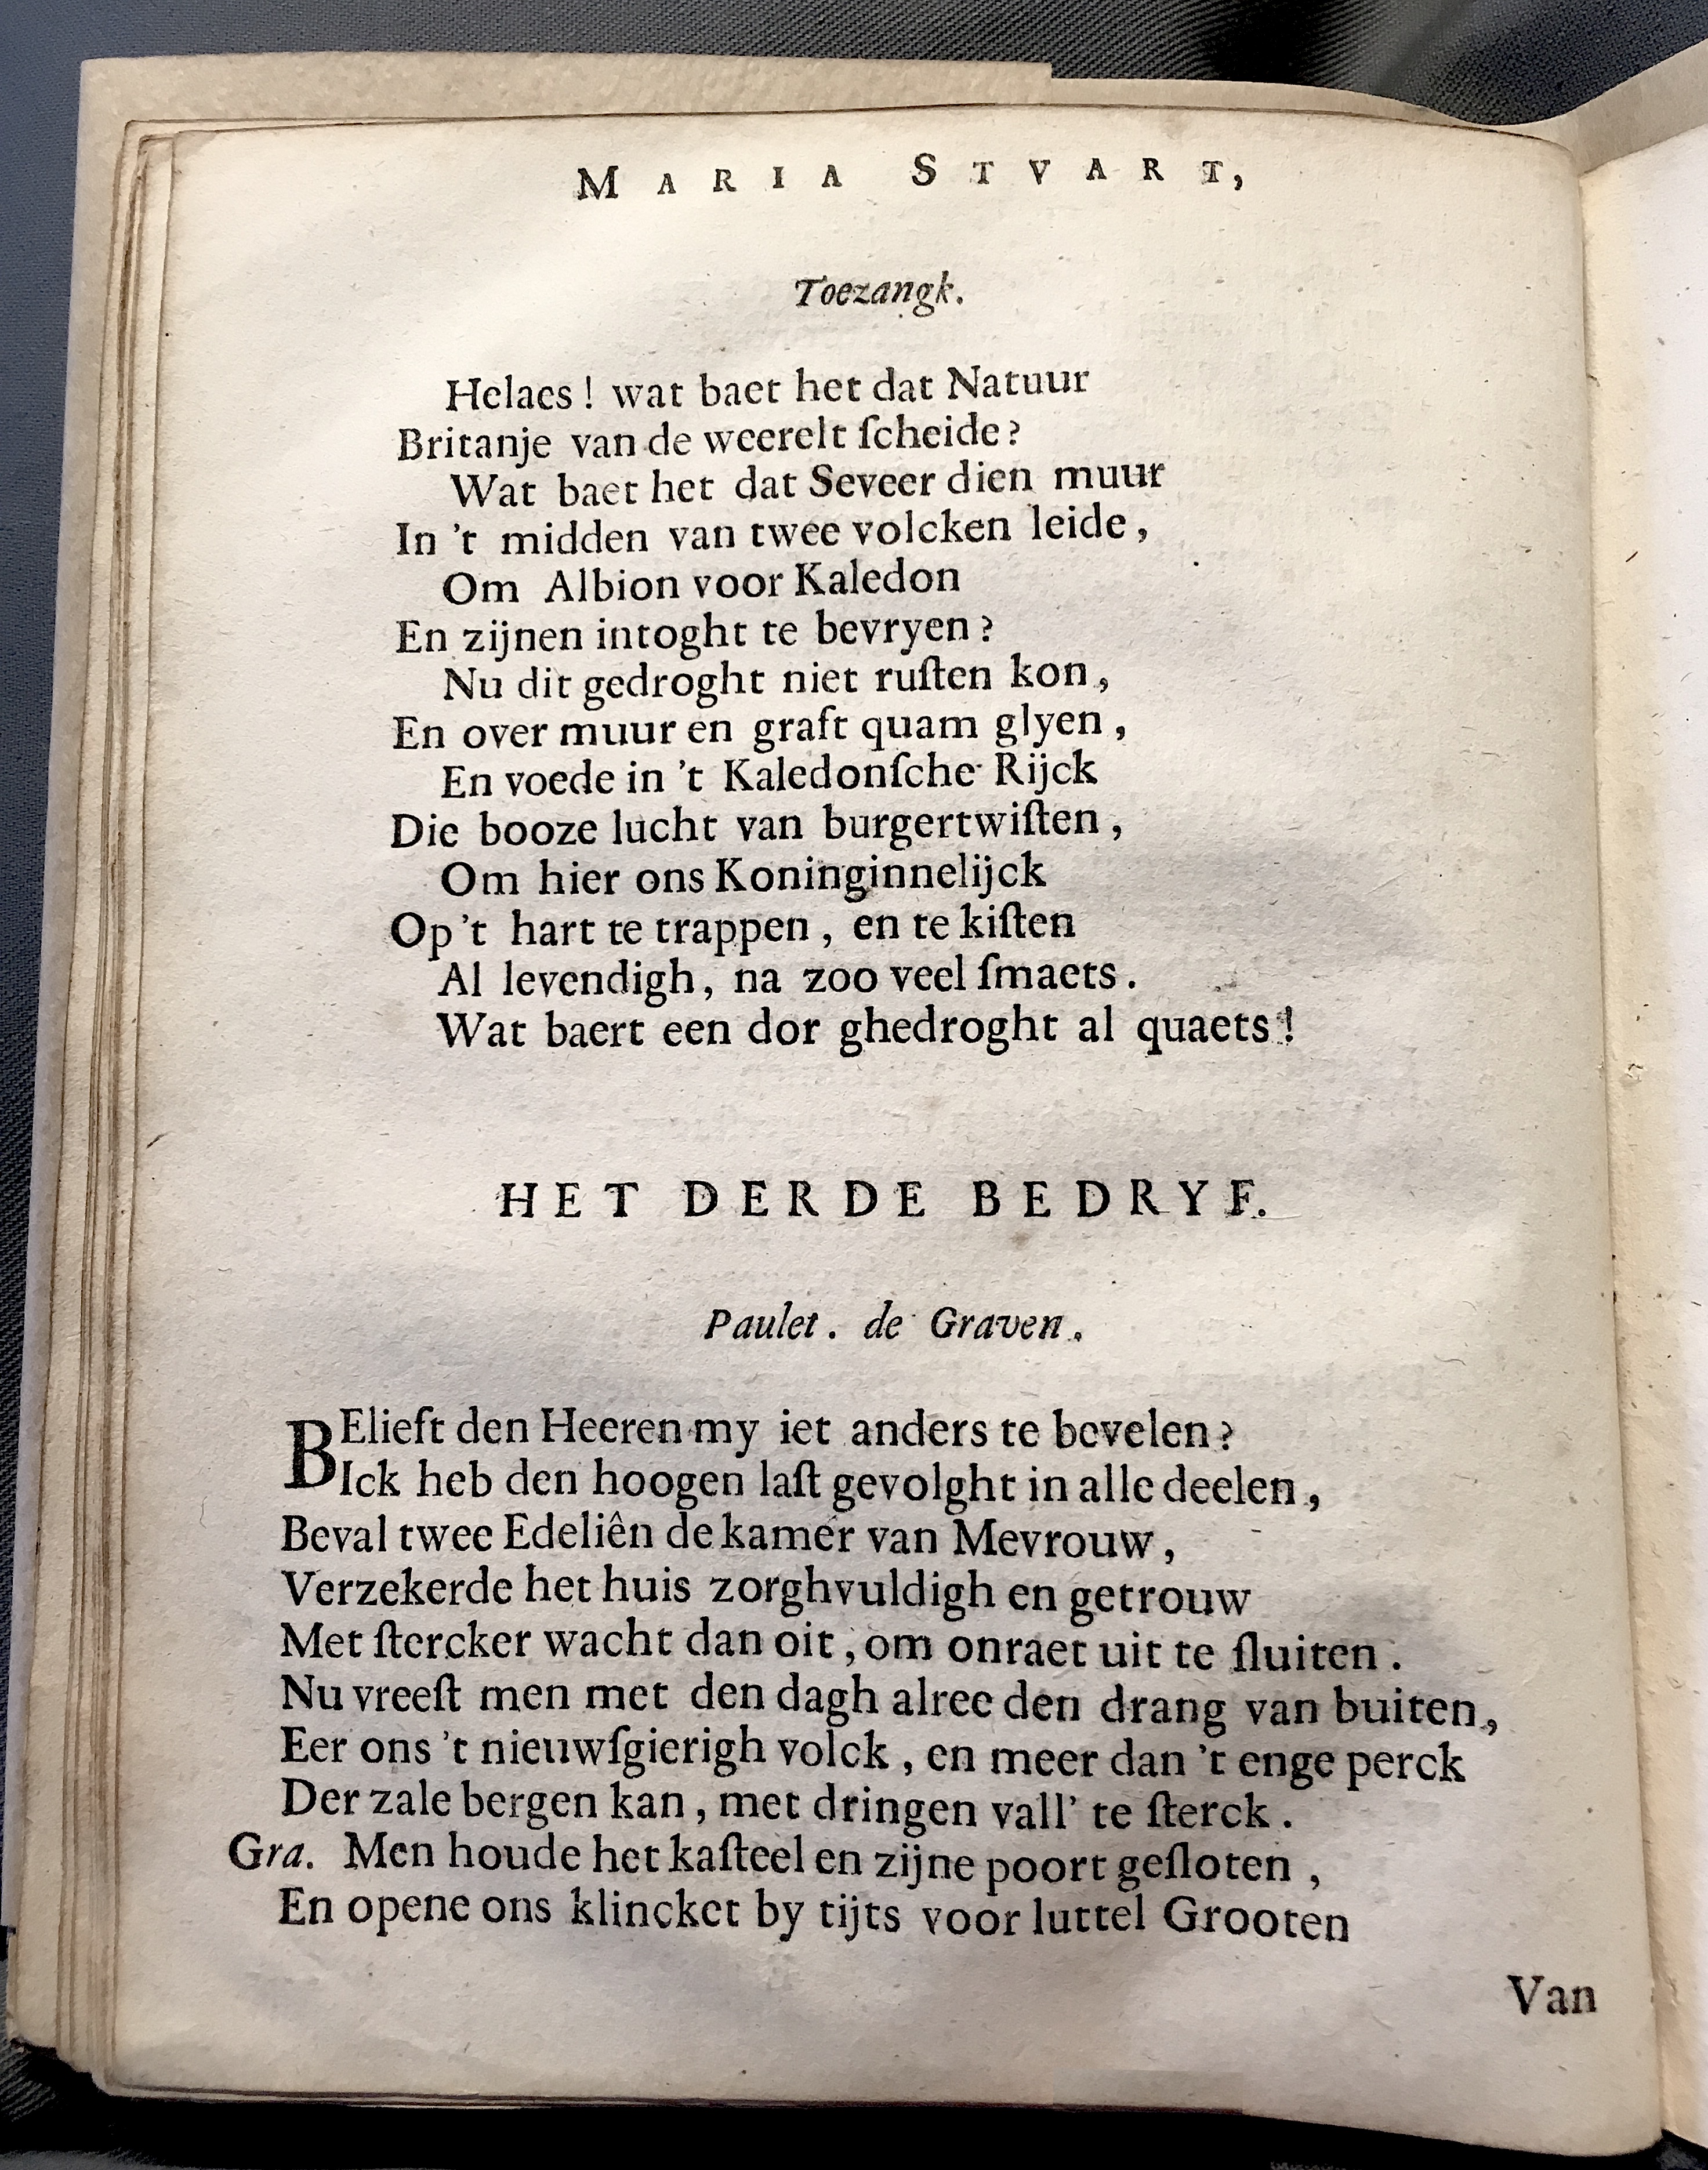 MARIA STVART,
Toezangk.
Helaes! wat baet het dat Natuur
Britanje van de weerelt ſcheide?
Wat baet het dat Seveer dien muur
In 't midden van twee volcken leide,
Om Albion voor Kaledon
En zijnen intoght te bevryen?
Nu dit gedroght niet ruſten kon,
En over muur en graft quam glyen,
En voede in 't Kaledonſche Rijck
Die booze lucht van burgertwiſten,
Om hier ons Koninginnelijck
Op 't hart te trappen, en te kiſten
Al levendigh, na zoo veel ſmaets.
Wat baert een dor ghedroght al quaets!
HET DERDE BEDRYF.
Paulet. de Graven.
BElieft den Heeren my iet anders te bevelen?
Ick heb den hoogen laſt gevolght in alle deelen,
Beval twee Edeliên de kamer van Mevrouw,
Verzekerde het huis zorghvuldigh en getrouw
Met ſtercker wacht dan oit, om onraet uit te ſluiten.
Nu vreeſt men met den dagh alree den drang van buiten,
Eer ons 't nieuwſgierigh volck, en meer dan 't enge perck
Der zale bergen kan, met dringen vall' te ſterck.
Gra. Men houde het kaſteel en zijne poort geſloten,
En opene ons klincket by tijts voor luttel Grooten
Van